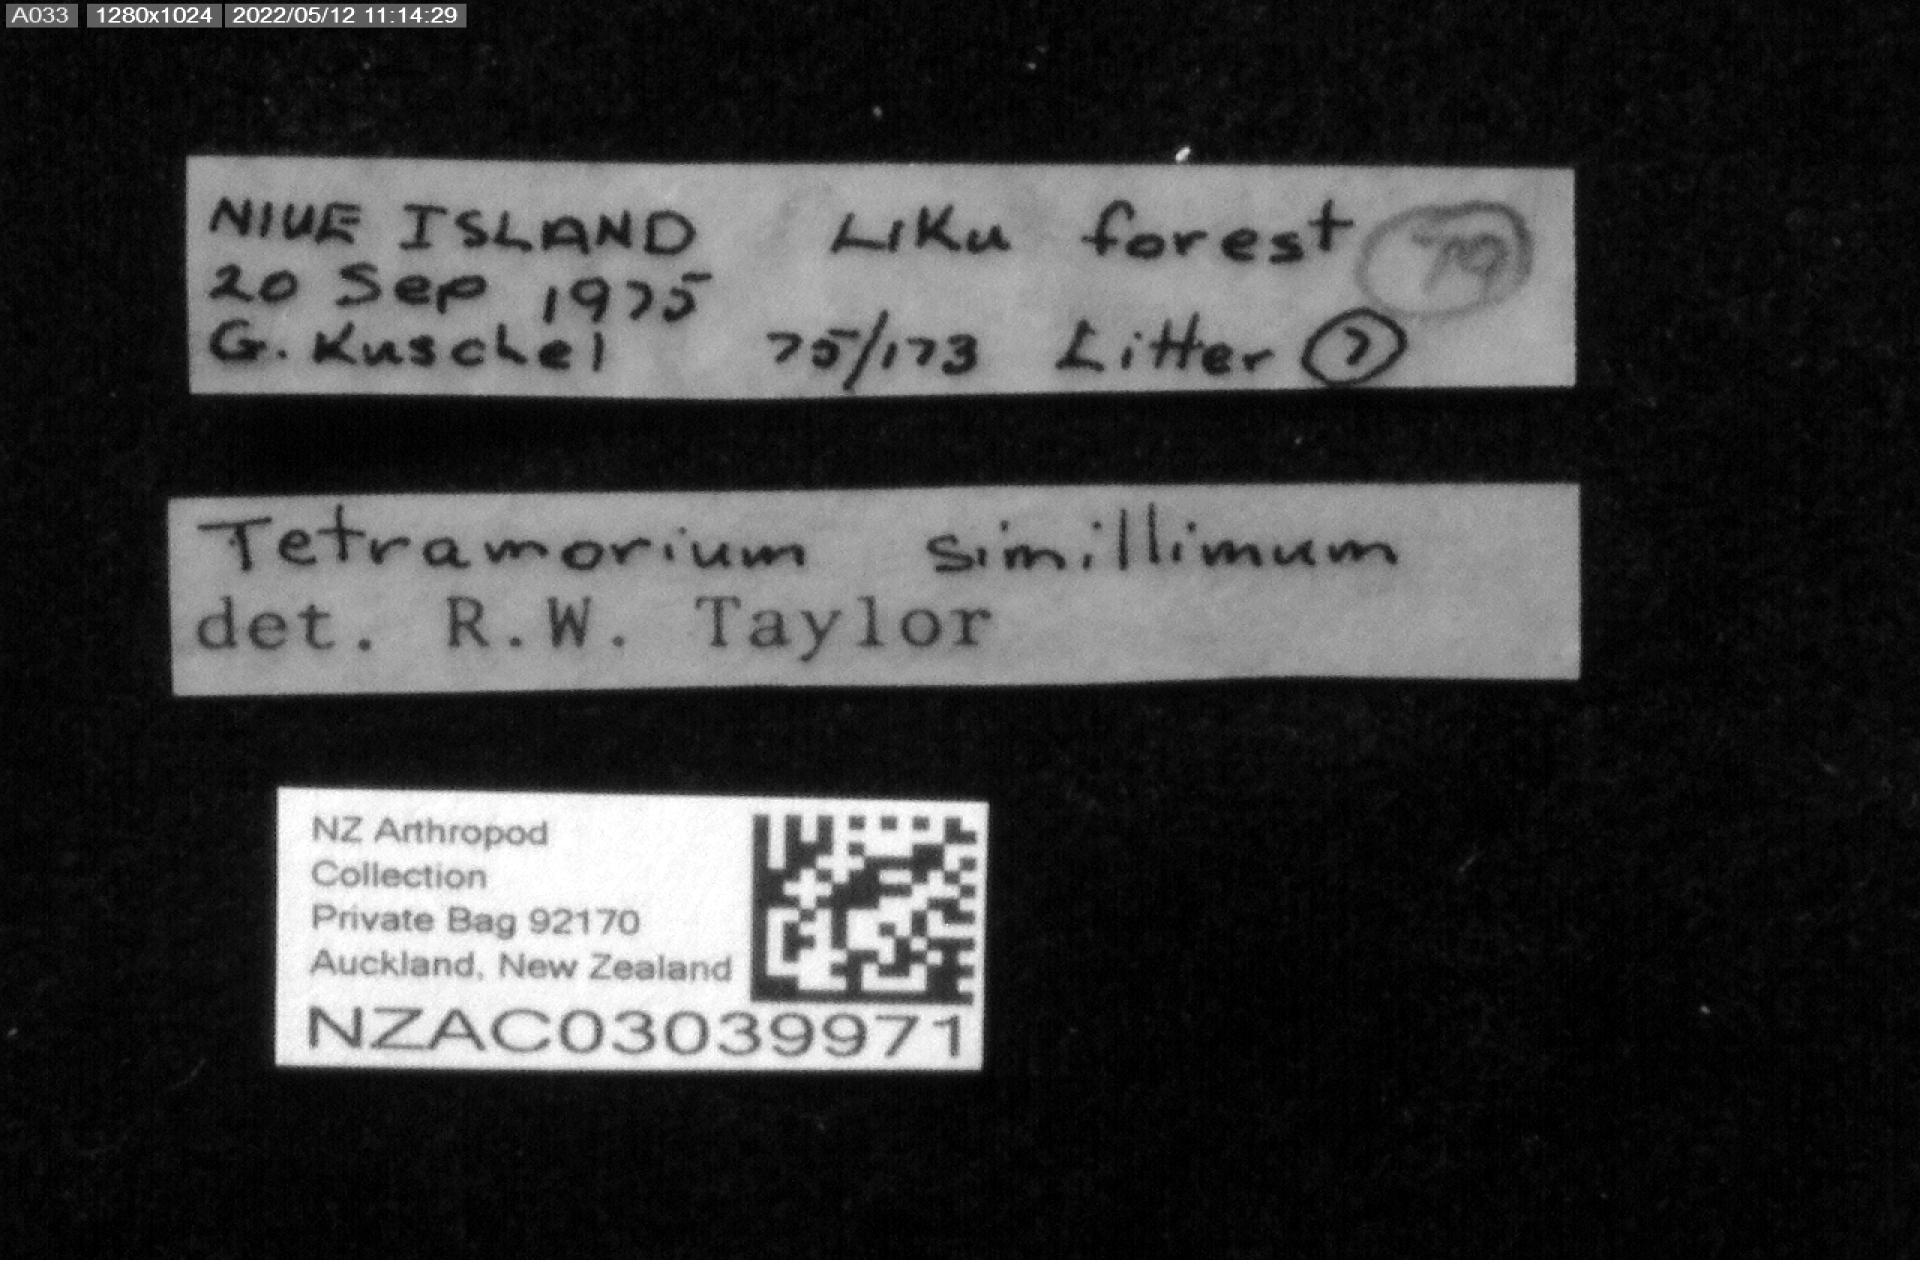 A033 1280x1024 2022/05/12 11:14:29
NIUE ISLAND Liku forest
20 Sep 1975
G. Kuschel 75/173 Litter 7
Tetramorium simillimum
det. R.W. Taylor
NZ Arthropod
Collection
Private Bag 92170
Auckland, New Zealand
NZAC03039971